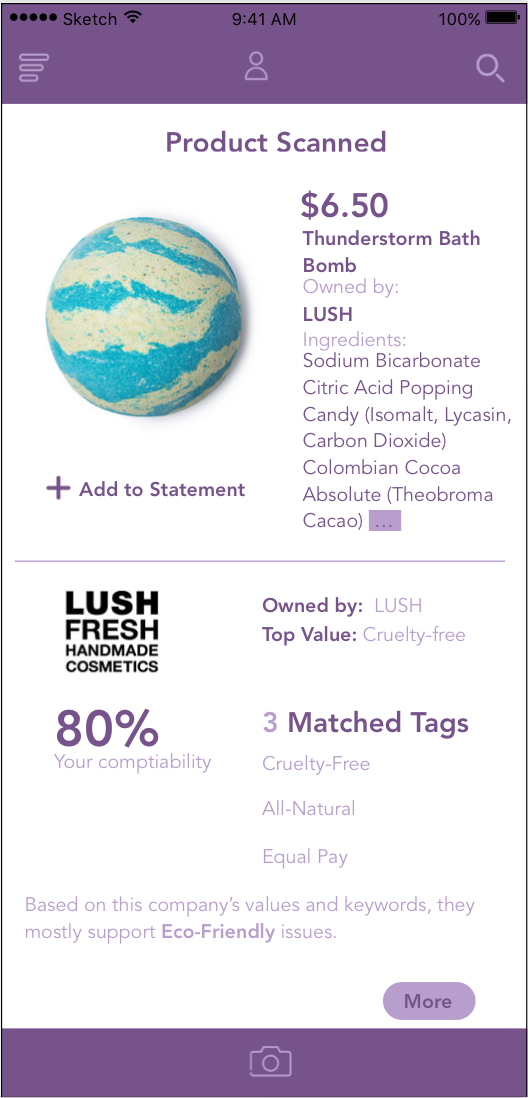 Sketch 9:41 AM 100%
Product Scanned
$6.50
Thunderstorm Bath
Bomb
Owned by:
LUSH
Ingredients:
Sodium Bicarbonate
Citric Acid Popping
Candy (Isomalt, Lycasin,
Carbon Dioxide)
Colombian Cocoa
Absolute (Theobroma
Cacao) ...
Add to Statement
LUSH
FRESH
HANDMADE
COSMETICS
Owned by: LUSH
Top Value: Cruelty-free
80%
Your comptiability
3 Matched Tags
Cruelty-Free
All-Natural
Equal Pay
Based on this company's values and keywords, they
mostly support Eco-Friendly issues.
More